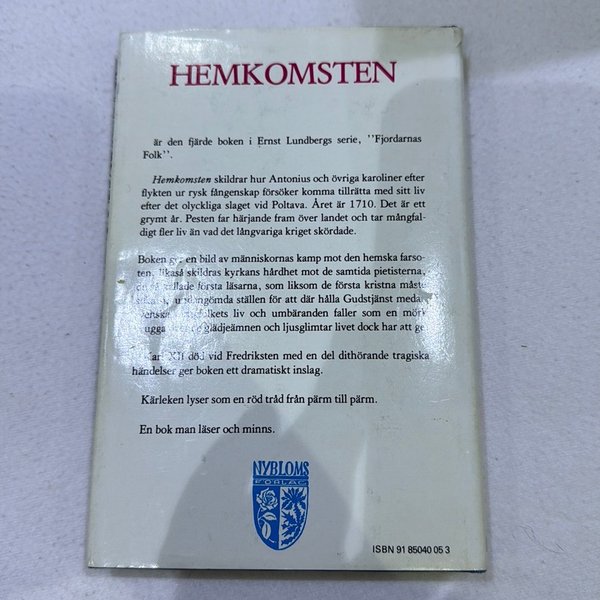 HEMKOMSTEN
är den fjärde boken i Ernst Lundbergs serie, ''Fjordarnas
Folk''.
Hemkomsten skildrar hur Antonius och övriga karoliner efter
flykten ur rysk fångenskap försöker komma tillrätta med sitt liv
efter det olyckliga slaget vid Poltava. Året är 1710. Det är ett
grymt år. Pesten far härjande fram över landet och tar mångfal-
digt fler liv än vad det långvariga kriget skördade.
Boken ger en bild av människornas kamp mot den hemska farso-
ten, likaså skildras kyrkans hårdhet mot de samtida pietisterna,
första läsarna, som liksom de första kristna måste
undangömda ställen för att där hålla Gudstjänst medan
liv och umbäranden faller som en mörk
glädjeämnen och ljusglimtar livet dock har att ge
XII död vid Fredriksten med en del dithörande tragiska
händelser ger boken ett dramatiskt inslag.
Kärleken lyser som en röd tråd från pärm till pärm.
En bok man läser och minns.
NYBLOMS
FÖRLAG
ISBN 91 85040 05 3